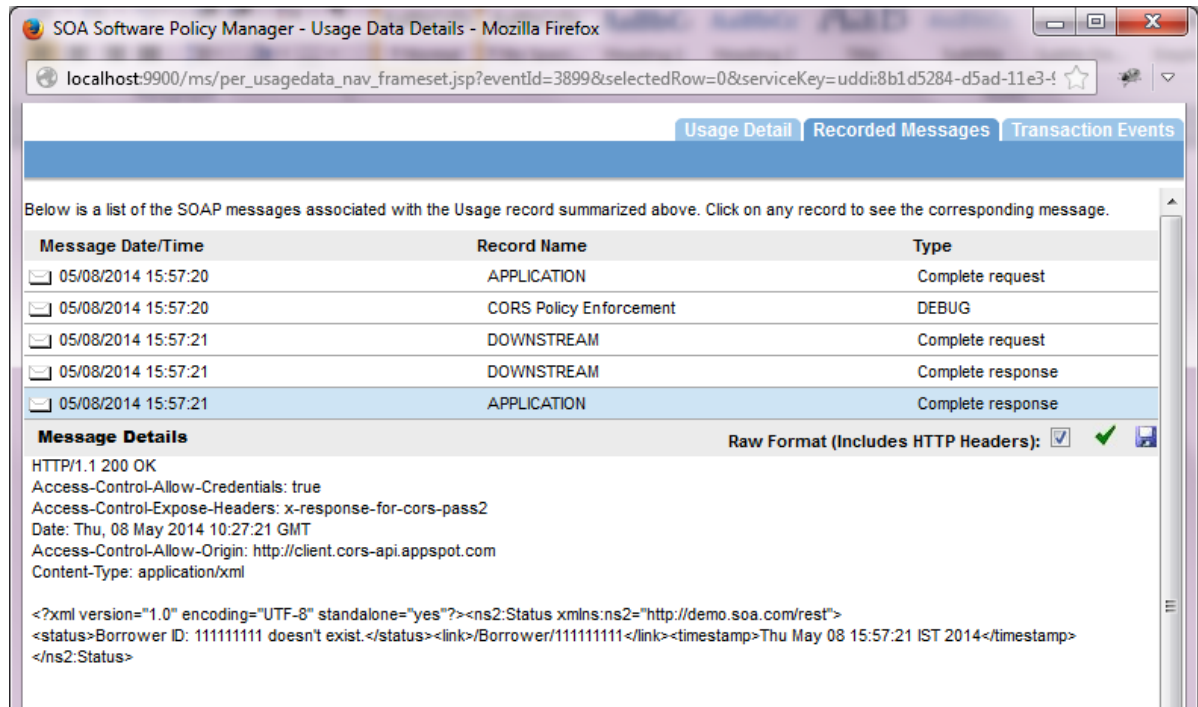 SOA Software Policy Manager - Usage Data Details - Mozilla Firefox
localhost:9900/ms/per_usagedata_nav_frameset.jsp?eventId=3899&selectedRow=0&serviceKey=uddi:8b1d5284-d5ad-11e3-9
Usage Detail Recorded Messages Transaction Events
Below is a list of the SOAP messages associated with the Usage record summarized above. Click on any record to see the corresponding message.
Message Date/Time Record Name Type
05/08/2014 15:57:20 APPLICATION Complete request
05/08/2014 15:57:20 CORS Policy Enforcement DEBUG
05/08/2014 15:57:21 DOWNSTREAM Complete request
05/08/2014 15:57:21 DOWNSTREAM Complete response
05/08/2014 15:57:21 APPLICATION Complete response
Message Details Raw Format (Includes HTTP Headers):
HTTP/1.1 200 OK
Access-Control-Allow-Credentials: true
Access-Control-Expose-Headers: x-response-for-cors-pass2
Date: Thu, 08 May 2014 10:27:21 GMT
Access-Control-Allow-Origin: http://client.cors-api.appspot.com
Content-Type: application/xml
<?xml version="1.0" encoding="UTF-8" standalone="yes"?><ns2:Status xmlns:ns2="http://demo.soa.com/rest">
<status>Borrower ID: 111111111 doesn't exist.</status><link>/Borrower/111111111</link><timestamp>Thu May 08 15:57:21 IST 2014</timestamp>
</ns2:Status>